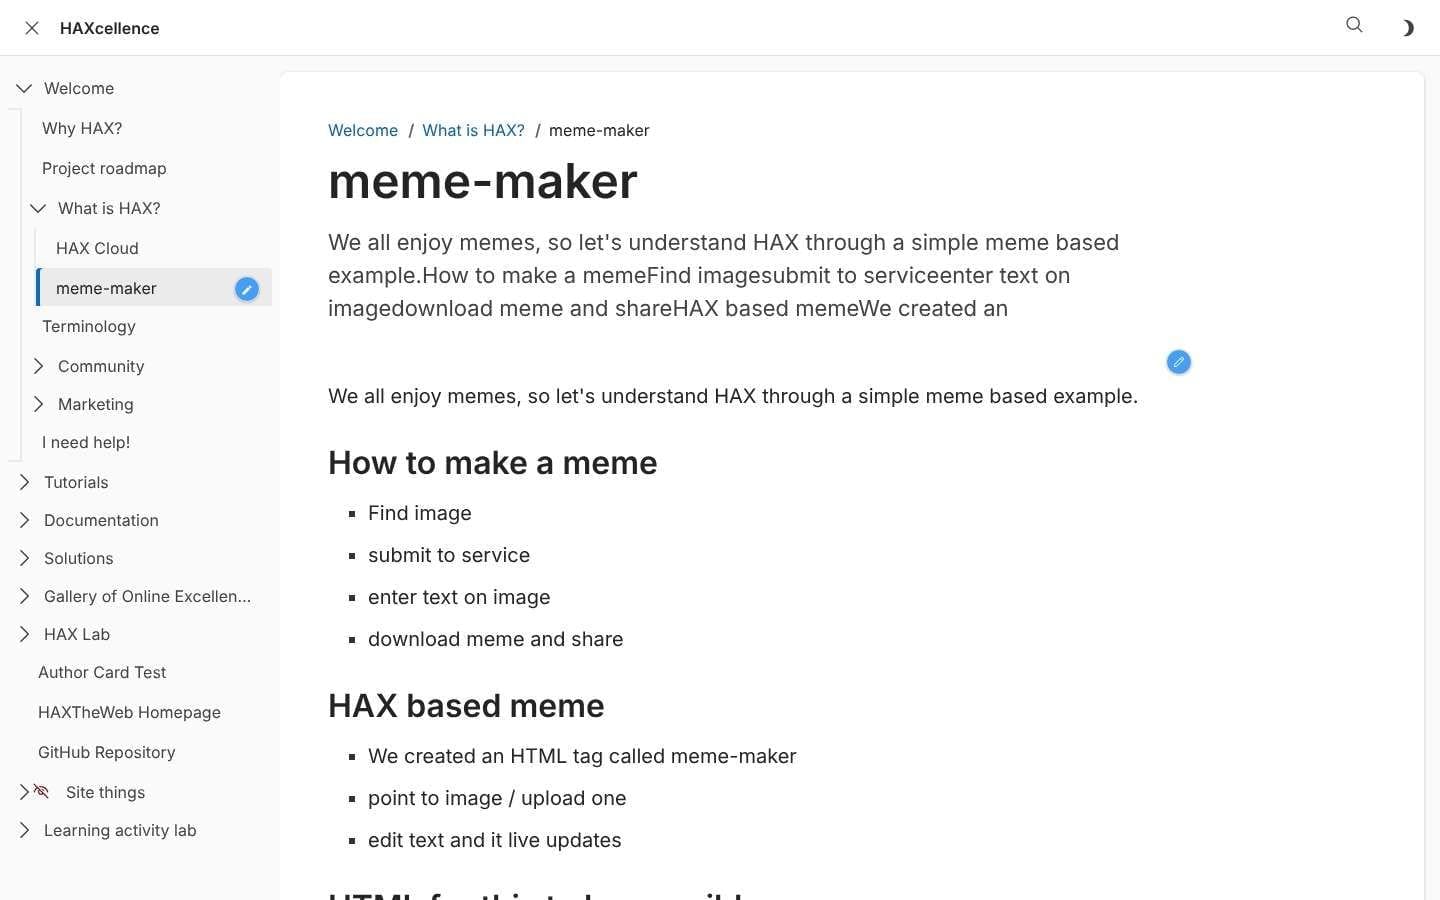 HAXcellence
Welcome
Why HAX?
Project roadmap
What is HAX?
HAX Cloud
meme-maker
Terminology
Community
Marketing
I need help!
Tutorials
Documentation
Solutions
Gallery of Online Excellen...
HAX Lab
Author Card Test
HAXTheWeb Homepage
GitHub Repository
Site things
Learning activity lab
Welcome / What is HAX? / meme-maker
meme-maker
We all enjoy memes, so let's understand HAX through a simple meme based
example.How to make a memeFind imagesubmit to serviceenter text on
imagedownload meme and shareHAX based memeWe created an
We all enjoy memes, so let's understand HAX through a simple meme based example.
How to make a meme
▪ Find image
▪ submit to service
▪ enter text on image
▪ download meme and share
HAX based meme
▪ We created an HTML tag called meme-maker
▪ point to image / upload one
▪ edit text and it live updates